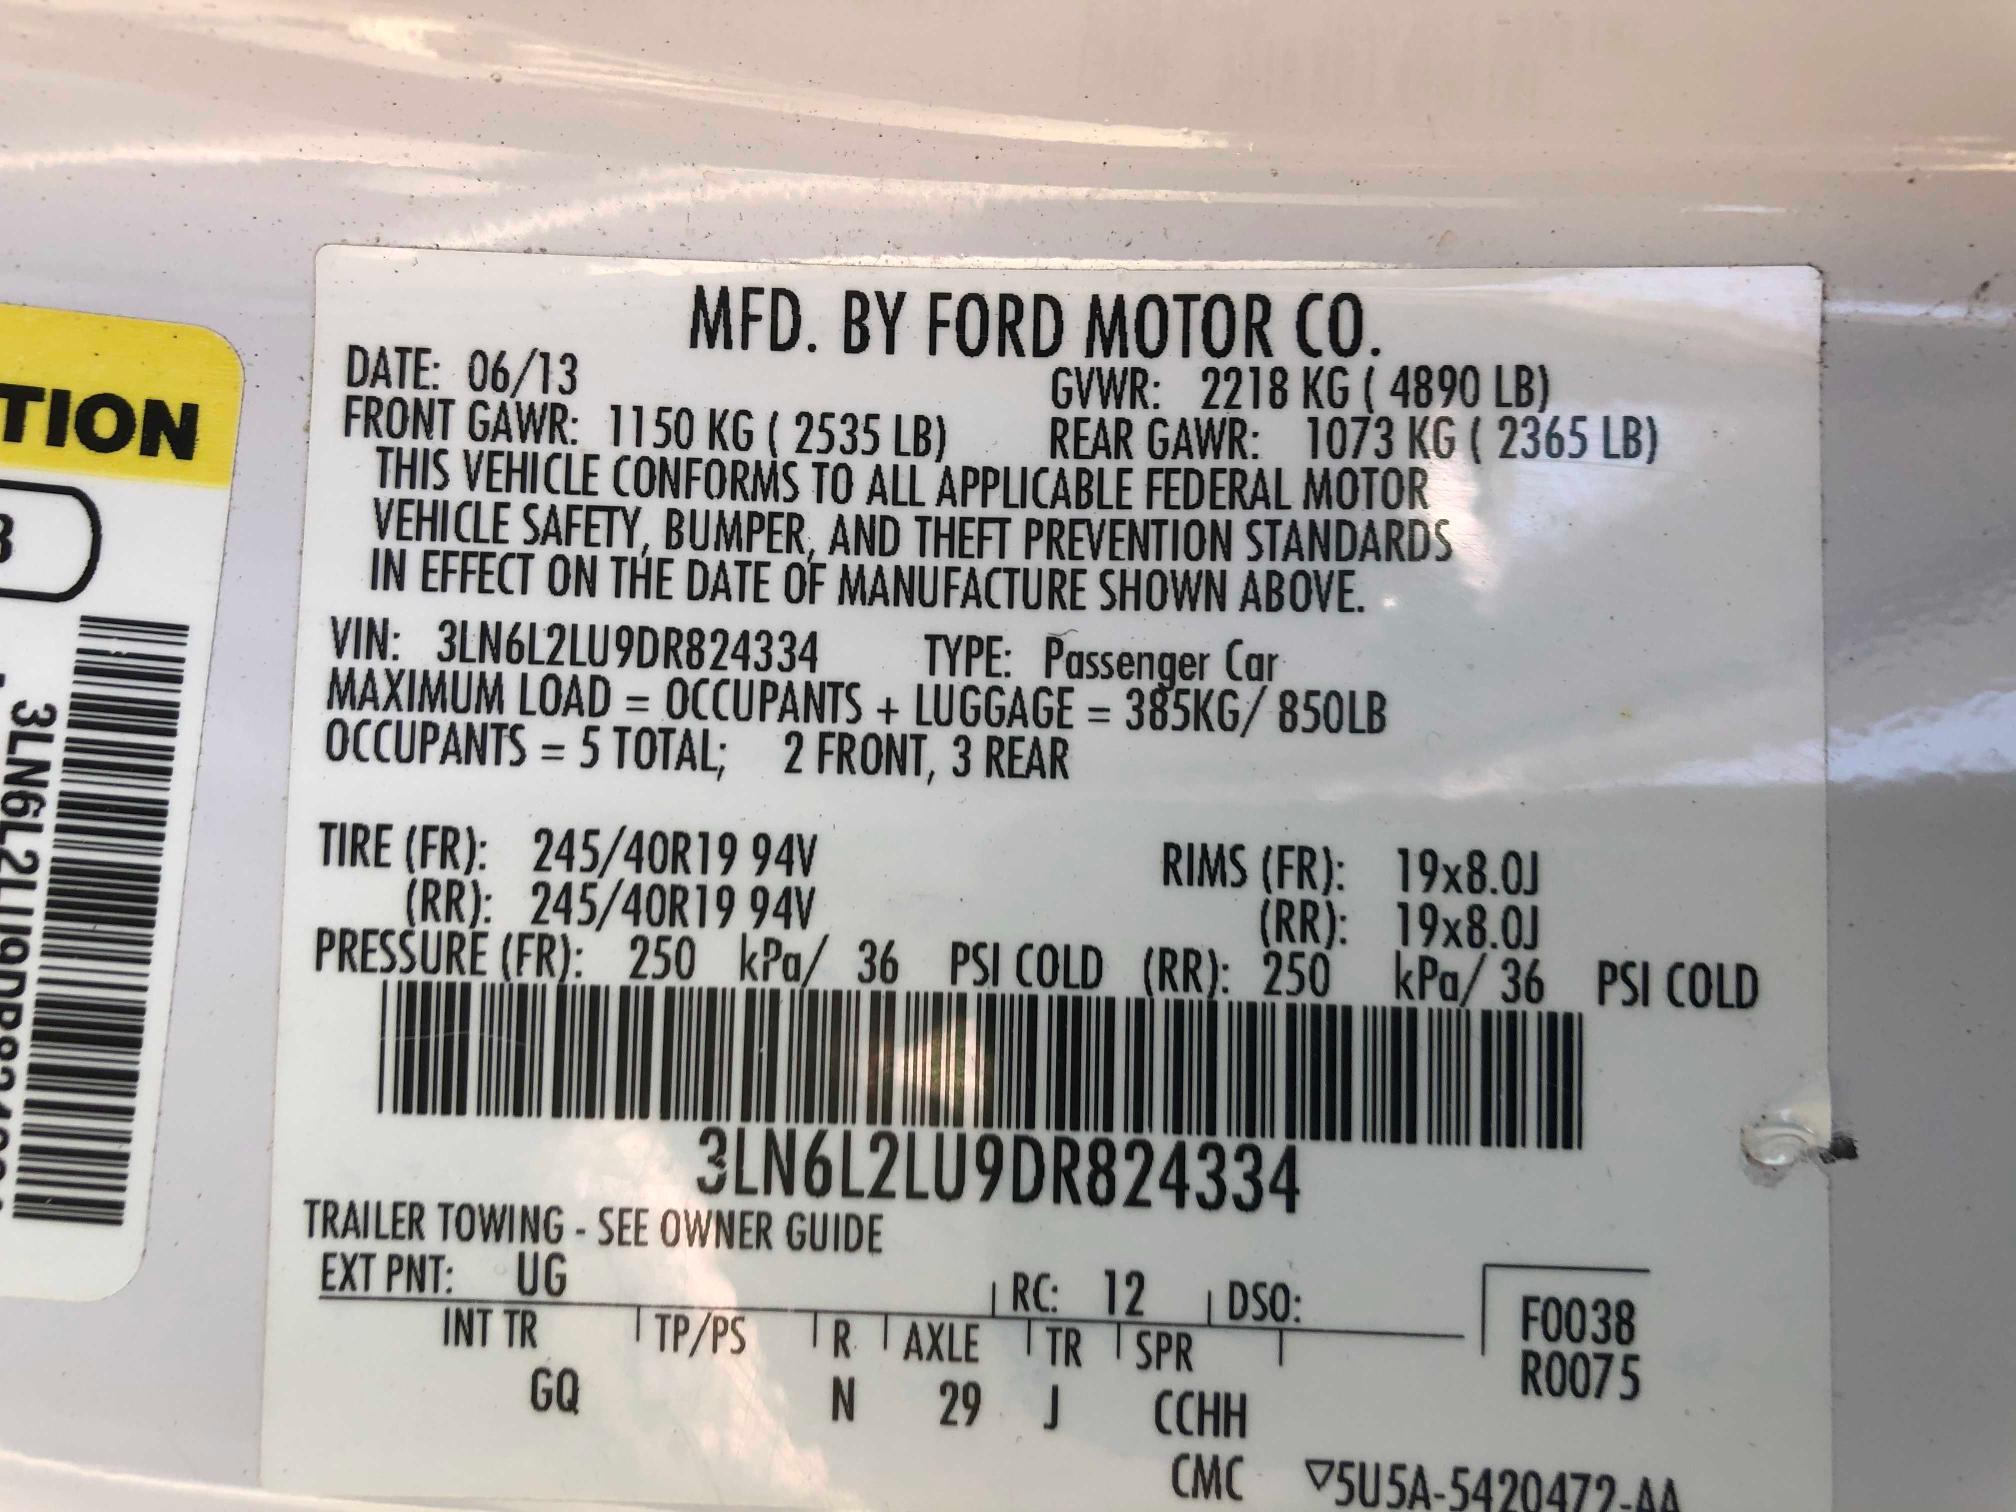 MFD. BY FORD MOTOR CO.
DATE: 06/13 GVWR: 2218 KG ( 4890 LB)
FRONT GAWR: 1150 KG ( 2535 LB) REAR GAWR: 1073 KG ( 2365 LB)
THIS VEHICLE CONFORMS TO ALL APPLICABLE FEDERAL MOTOR
VEHICLE SAFETY, BUMPER, AND THEFT PREVENTION STANDARDS
IN EFFECT ON THE DATE OF MANUFACTURE SHOWN ABOVE.
VIN: 3LN6L2LU9DR824334 TYPE: Passenger Car
MAXIMUM LOAD = OCCUPANTS + LUGGAGE = 385KG/ 850LB
OCCUPANTS = 5 TOTAL; 2 FRONT, 3 REAR
TIRE (FR): 245/40R19 94V RIMS (FR): 19x8.0J
(RR): 245/40R19 94V (RR): 19x8.0J
PRESSURE (FR): 250 kPa/ 36 PSI COLD (RR): 250 kPa/ 36 PSI COLD
3LN6L2LU9DR824334
TRAILER TOWING - SEE OWNER GUIDE
EXT PNT: UG RC: 12 DSO:
INT TR TP/PS R AXLE TR SPR
GQ N 29 J CCHH
F0038
R0075
CMC ▽5U5A-5420472-AA
TION